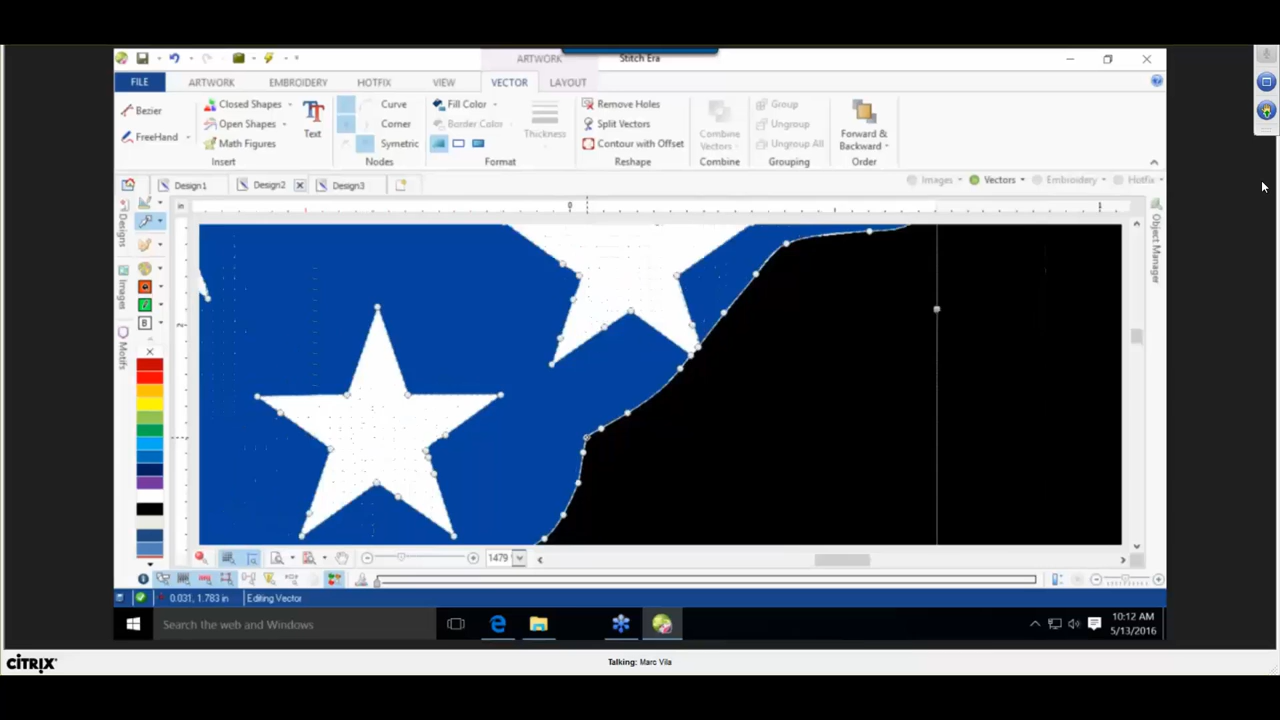 ARTWORK
Stitch Era
FILE
ARTWORK
EMBROIDERY
HOTFIX
VIEW
VECTOR
LAYOUT
Bezier
FreeHand
Closed Shapes
Open Shapes
Math Figures
Text
Insert
Curve
Corner
Symetric
Nodes
Fill Color
Border Color
Thickness
Format
Remove Holes
Split Vectors
Contour with Offset
Reshape
Combine
Vectors
Combine
Group
Ungroup
Ungroup All
Grouping
Forward &
Backward
Order
Design1
Design2
Design3
Images
Vectors
Embroidery
Hotfix
in
0
1
Designs
Images
Motifs
B
Object Manager
1479
0.031, 1.783 in
Editing Vector
Search the web and Windows
10:12 AM
5/13/2016
CİTRIX
Talking: Marc Vila